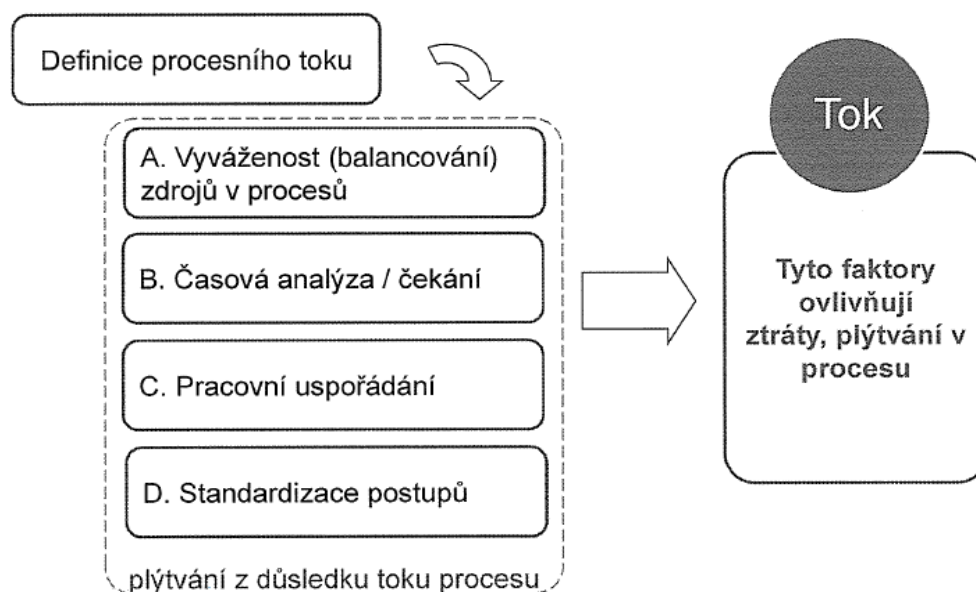 Definice procesního toku
A. Vyváženost (balancování)
zdrojů v procesů
B. Časová analýza / čekání
C. Pracovní uspořádání
D. Standardizace postupů
plýtvání z důsledku toku procesu
Tok
Tyto faktory
ovlivňují
ztráty, plýtvání v
procesu